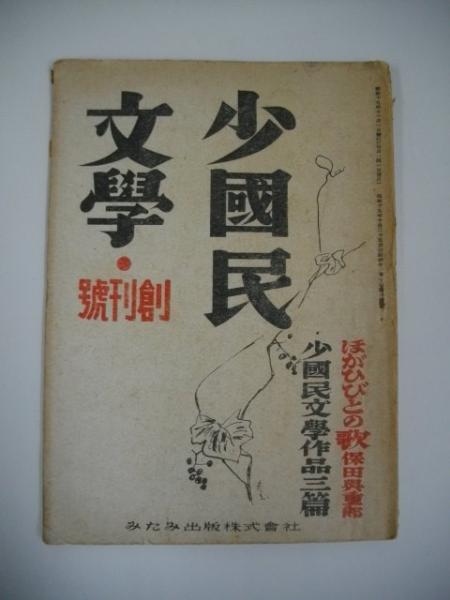 少國民
文學・
創刊號
ほがひびとの歌 保田與重郎
・少國民文學作品三篇
みたみ出版株式會社